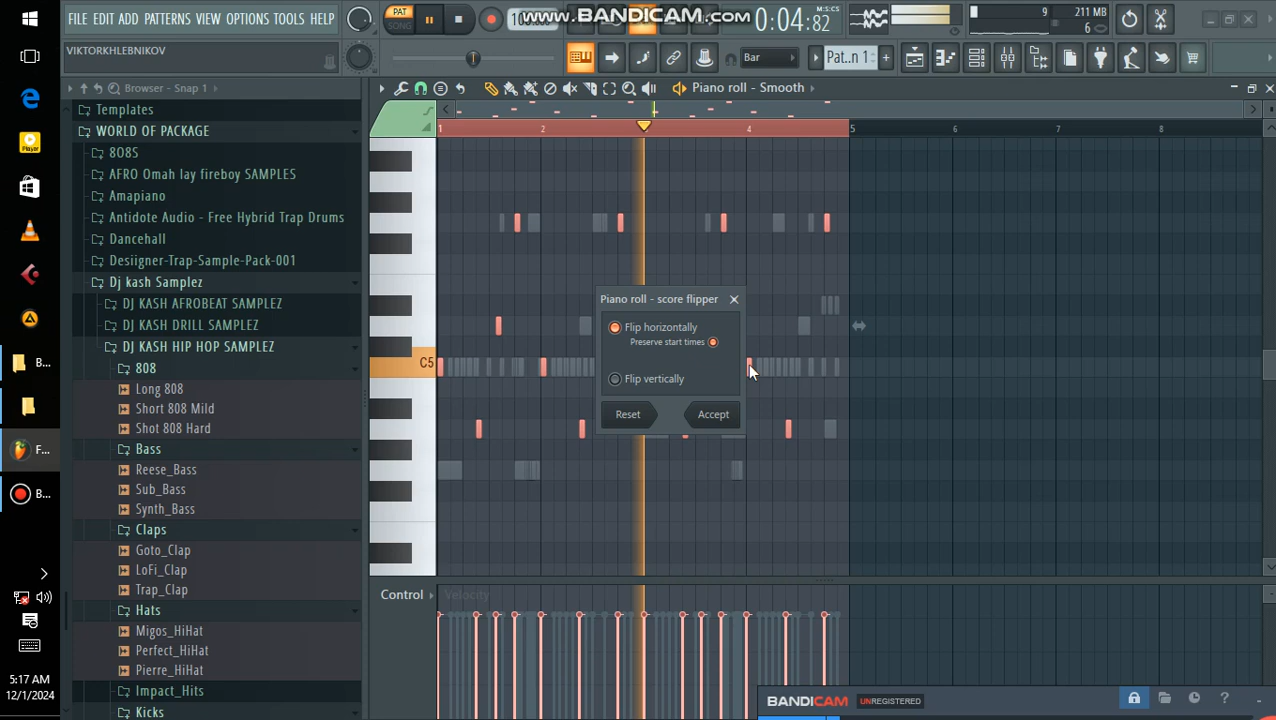 FILE EDIT ADD PATTERNS VIEW OPTIONS TOOLS HELP
PAT
SONG
www.BANDICAM.com
0:04:82
M:S:CS
9
211 MB
6
VIKTORKHLEBNIKOV
Bar
Pat..n 1
Browser - Snap 1
Piano roll - Smooth
Templates
WORLD OF PACKAGE
808S
AFRO Omah lay fireboy SAMPLES
Amapiano
Antidote Audio - Free Hybrid Trap Drums
Dancehall
Desiigner-Trap-Sample-Pack-001
Dj kash Samplez
DJ KASH AFROBEAT SAMPLEZ
DJ KASH DRILL SAMPLEZ
DJ KASH HIP HOP SAMPLEZ
808
Long 808
Short 808 Mild
Shot 808 Hard
Bass
Reese_Bass
Sub_Bass
Synth_Bass
Claps
Goto_Clap
LoFi_Clap
Trap_Clap
Hats
Migos_HiHat
Perfect_HiHat
Pierre_HiHat
Impact_Hits
Kicks
1 2 4 5 6 7 8
C5
Piano roll - score flipper
Flip horizontally
Preserve start times
Flip vertically
Reset
Accept
Control
Velocity
Player
B...
F...
B...
5:17 AM
12/1/2024
BANDICAM
UNREGISTERED